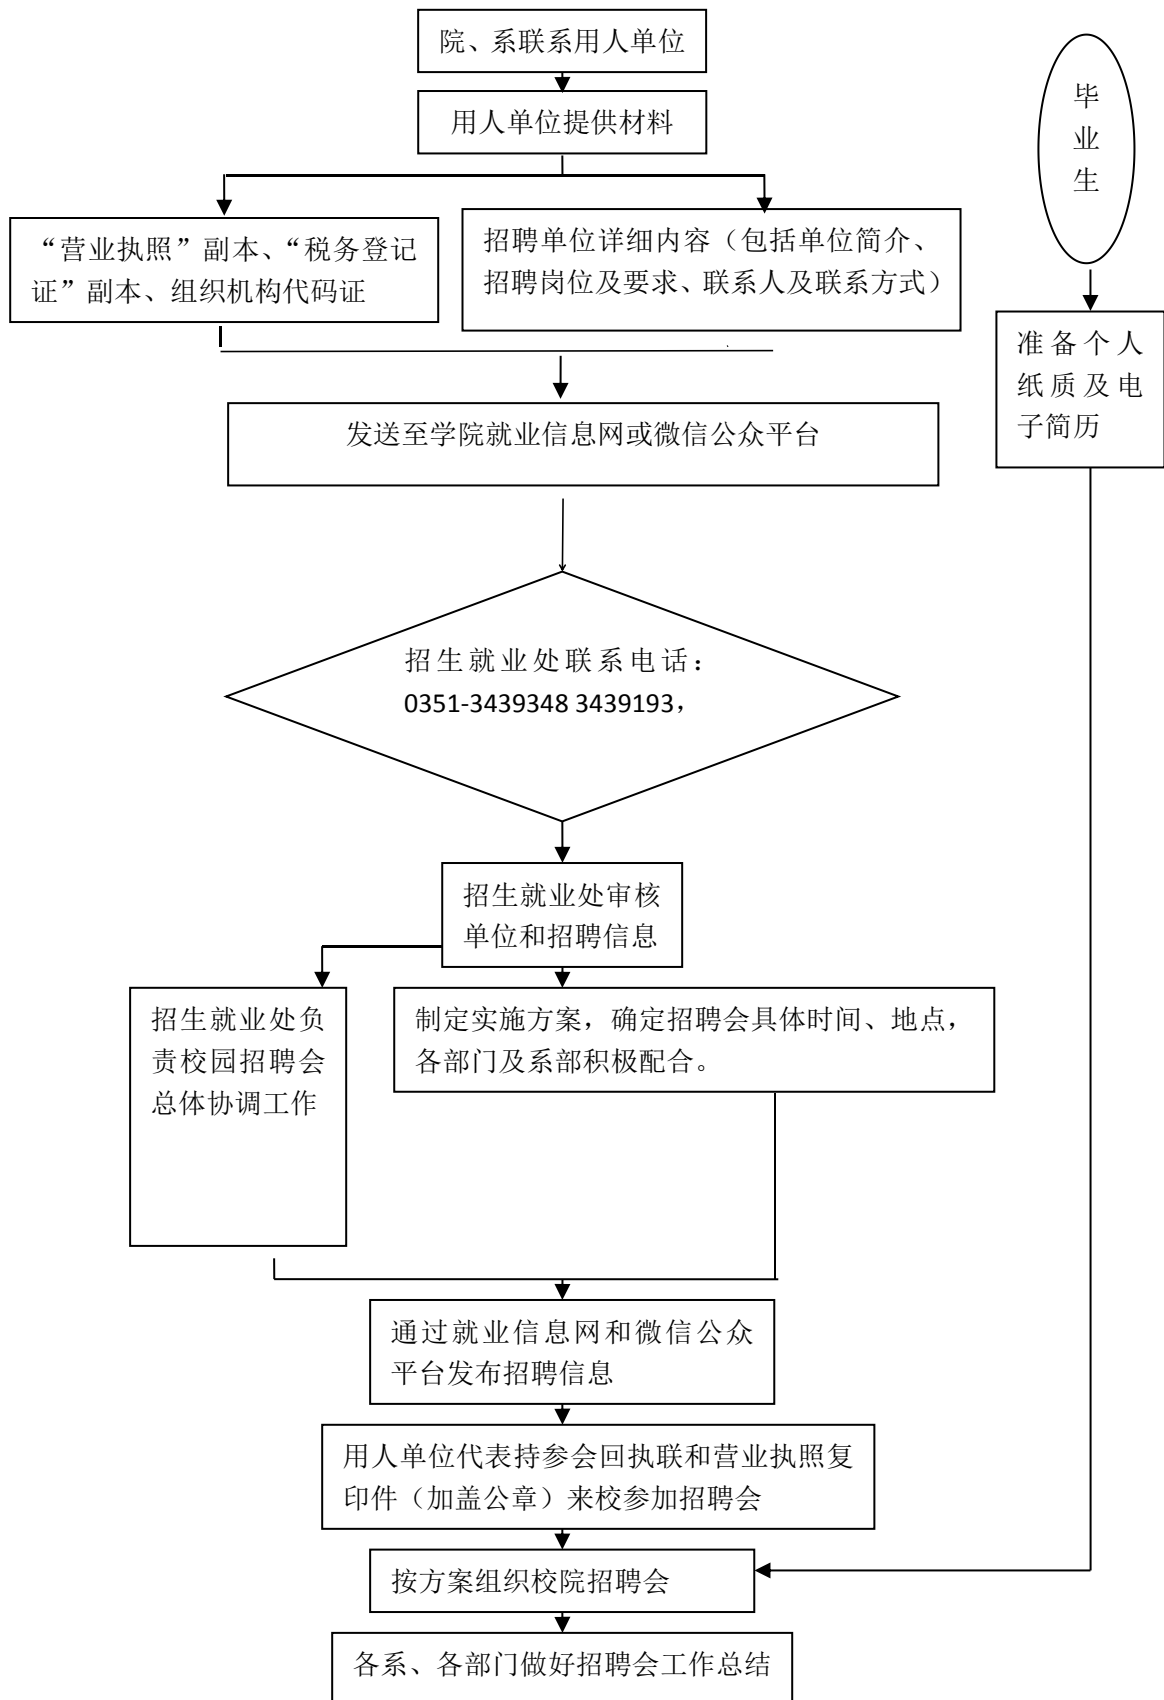 院、系联系用人单位
用人单位提供材料
毕
业
生
“营业执照”副本、“税务登记
证”副本、组织机构代码证
招聘单位详细内容（包括单位简介、
招聘岗位及要求、联系人及联系方式）
准备个人
纸质及电
子简历
发送至学院就业信息网或微信公众平台
招生就业处联系电话：
0351-3439348 3439193，
招生就业处审核
单位和招聘信息
招生就业处负
责校园招聘会
总体协调工作
制定实施方案，确定招聘会具体时间、地点，
各部门及系部积极配合。
通过就业信息网和微信公众
平台发布招聘信息
用人单位代表持参会回执联和营业执照复
印件（加盖公章）来校参加招聘会
按方案组织校院招聘会
各系、各部门做好招聘会工作总结